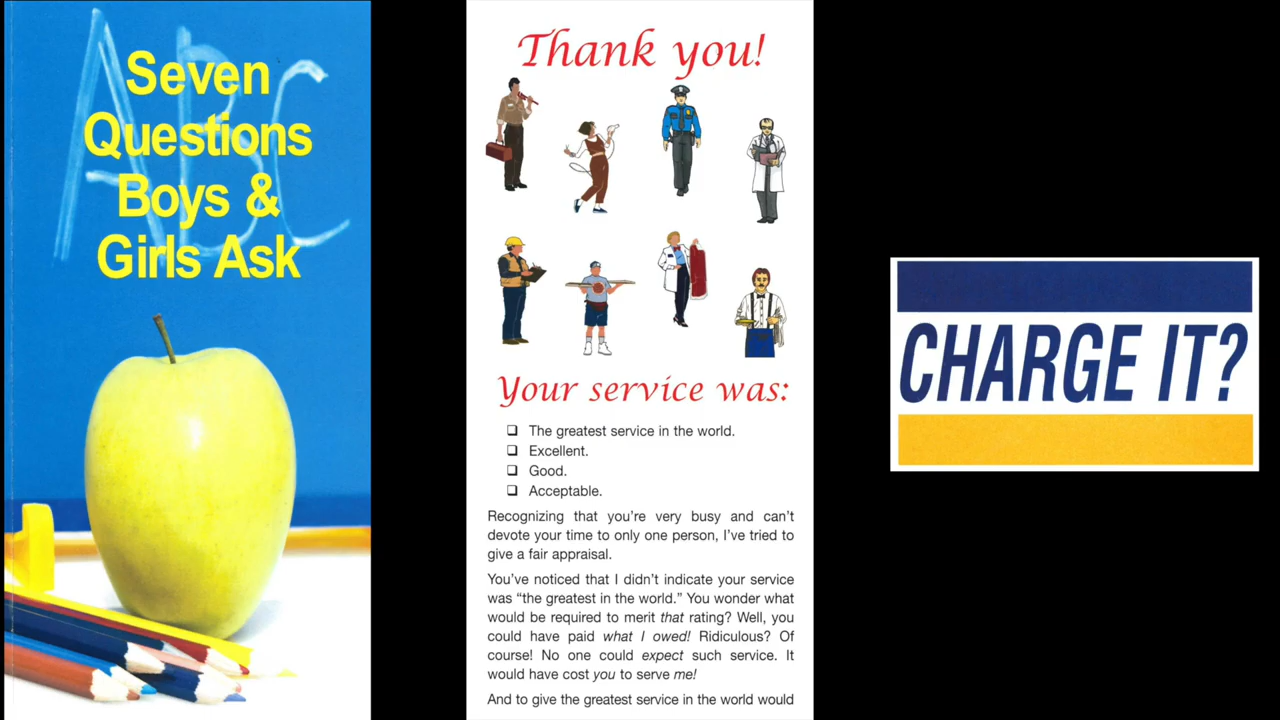 ABC
Seven
Questions
Boys &
Girls Ask
Thank you!
Your service was:
❑ The greatest service in the world.
❑ Excellent.
❑ Good.
❑ Acceptable.
Recognizing that you're very busy and can't
devote your time to only one person, I've tried to
give a fair appraisal.
You've noticed that I didn't indicate your service
was “the greatest in the world.” You wonder what
would be required to merit that rating? Well, you
could have paid what I owed! Ridiculous? Of
course! No one could expect such service. It
would have cost you to serve me!
And to give the greatest service in the world would
CHARGE IT?